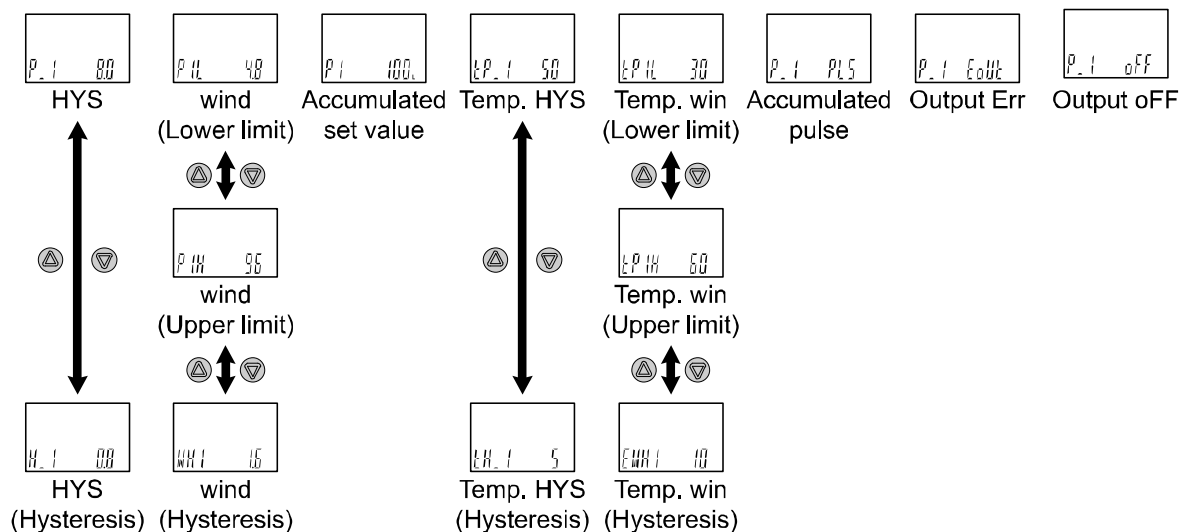 P_1 8.0
P1L 4.8
P1 100L
tP_1 50
tP1L 30
P_1 PLS
P_1 EoUt
P_1 oFF
HYS
wind
(Lower limit)
Accumulated
set value
Temp. HYS
Temp. win
(Lower limit)
Accumulated
pulse
Output Err
Output oFF
P1H 9.6
tP1H 60
wind
(Upper limit)
Temp. win
(Upper limit)
H_1 0.8
WH1 1.6
tH_1 5
tWH1 10
HYS
(Hysteresis)
wind
(Hysteresis)
Temp. HYS
(Hysteresis)
Temp. win
(Hysteresis)